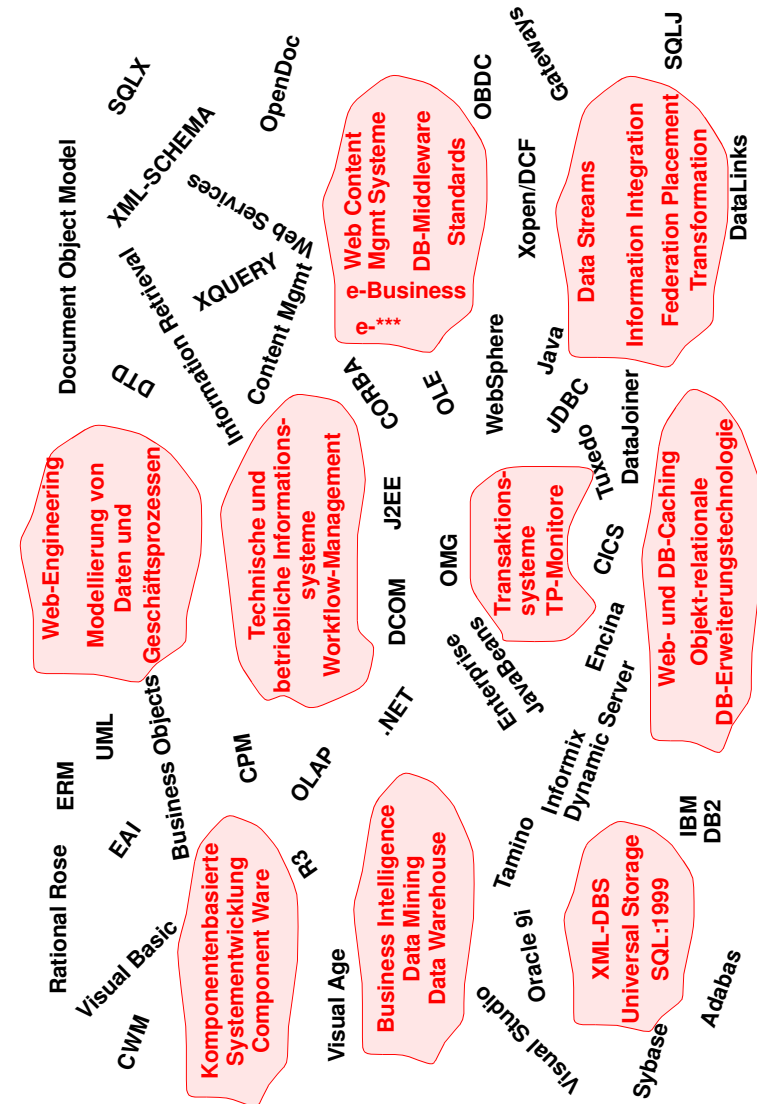 Rational Rose
ERM
UML
EAI
Business Objects
Visual Basic
CWM
Web-Engineering
Modellierung von
Daten und
Geschäftsprozessen
Document Object Model
DTD
SQLX
XML-SCHEMA
OpenDoc
Web Services
Information Retrieval
XQUERY
Content Mgmt
Komponentenbasierte
Systementwicklung
Component Ware
CPM
OLAP
R3
Technische und
betriebliche Informations-
systeme
Workflow-Management
Web Content
Mgmt Systeme
DB-Middleware
Standards
e-Business
e-***
Visual Age
.NET
DCOM
J2EE
CORBA
OLE
OBDC
Gateways
Business Intelligence
Data Mining
Data Warehouse
Enterprise
JavaBeans
OMG
WebSphere
Xopen/DCF
Transaktions-
systeme
TP-Monitore
Java
JDBC
Tuxedo
DataJoiner
CICS
Encina
Data Streams
Information Integration
Federation Placement
Transformation
SQLJ
DataLinks
Visual Studio
Oracle 9i
Tamino
Informix
Dynamic Server
XML-DBS
Universal Storage
SQL:1999
Web- und DB-Caching
Objekt-relationale
DB-Erweiterungstechnologie
Sybase
Adabas
IBM
DB2